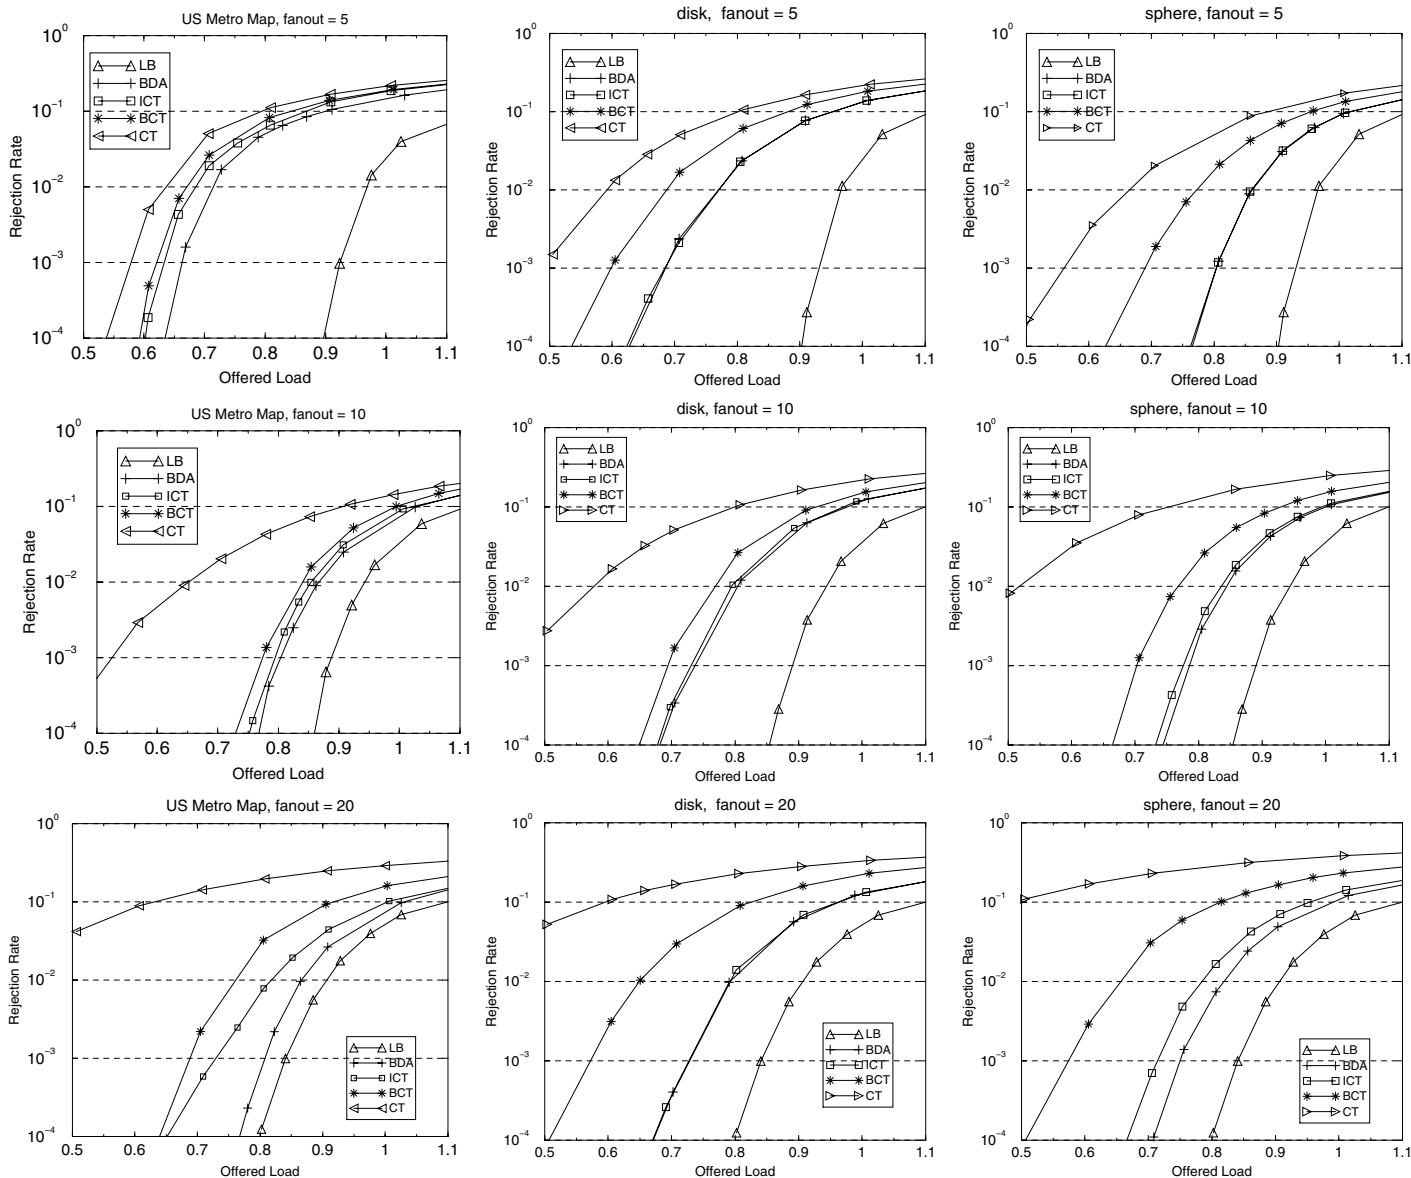 US Metro Map, fanout = 5
10^0
10^−1
10^−2
10^−3
10^−4
Rejection Rate
LB
BDA
ICT
BCT
CT
0.5 0.6 0.7 0.8 0.9 1 1.1
Offered Load
disk, fanout = 5
10^0
10^−1
10^−2
10^−3
10^−4
Rejection Rate
LB
BDA
ICT
BCT
CT
0.5 0.6 0.7 0.8 0.9 1 1.1
Offered Load
sphere, fanout = 5
10^0
10^−1
10^−2
10^−3
10^−4
Rejection Rate
LB
BDA
ICT
BCT
CT
0.5 0.6 0.7 0.8 0.9 1 1.1
Offered Load
US Metro Map, fanout = 10
10^0
10^−1
10^−2
10^−3
10^−4
Rejection Rate
LB
BDA
ICT
BCT
CT
0.5 0.6 0.7 0.8 0.9 1 1.1
Offered Load
disk, fanout = 10
10^0
10^−1
10^−2
10^−3
10^−4
Rejection Rate
LB
BDA
ICT
BCT
CT
0.5 0.6 0.7 0.8 0.9 1 1.1
Offered Load
sphere, fanout = 10
10^0
10^−1
10^−2
10^−3
10^−4
Rejection Rate
LB
BDA
ICT
BCT
CT
0.5 0.6 0.7 0.8 0.9 1 1.1
Offered Load
US Metro Map, fanout = 20
10^0
10^−1
10^−2
10^−3
10^−4
Rejection Rate
LB
BDA
ICT
BCT
CT
0.5 0.6 0.7 0.8 0.9 1 1.1
Offered Load
disk, fanout = 20
10^0
10^−1
10^−2
10^−3
10^−4
Rejection Rate
LB
BDA
ICT
BCT
CT
0.5 0.6 0.7 0.8 0.9 1 1.1
Offered Load
sphere, fanout = 20
10^0
10^−1
10^−2
10^−3
10^−4
Rejection Rate
LB
BDA
ICT
BCT
CT
0.5 0.6 0.7 0.8 0.9 1 1.1
Offered Load